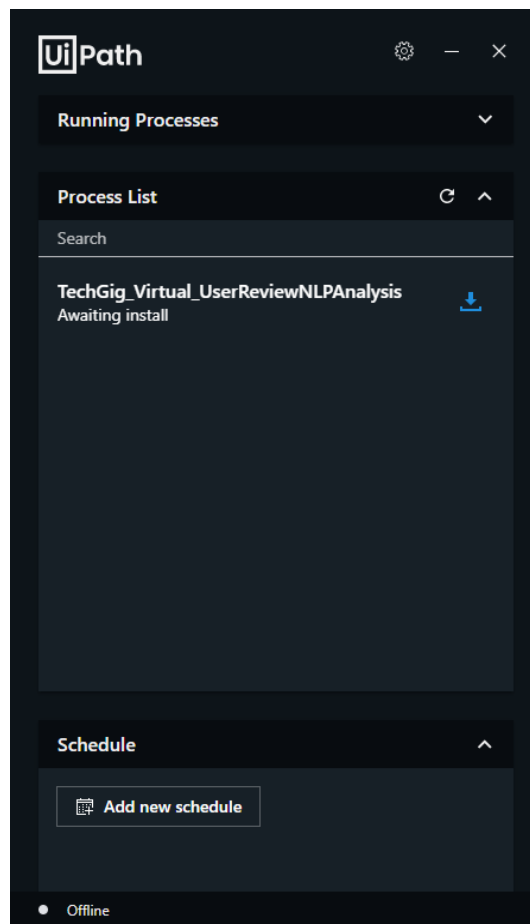 UiPath
Running Processes
Process List
Search
TechGig_Virtual_UserReviewNLPAnalysis
Awaiting install
Schedule
Add new schedule
Offline